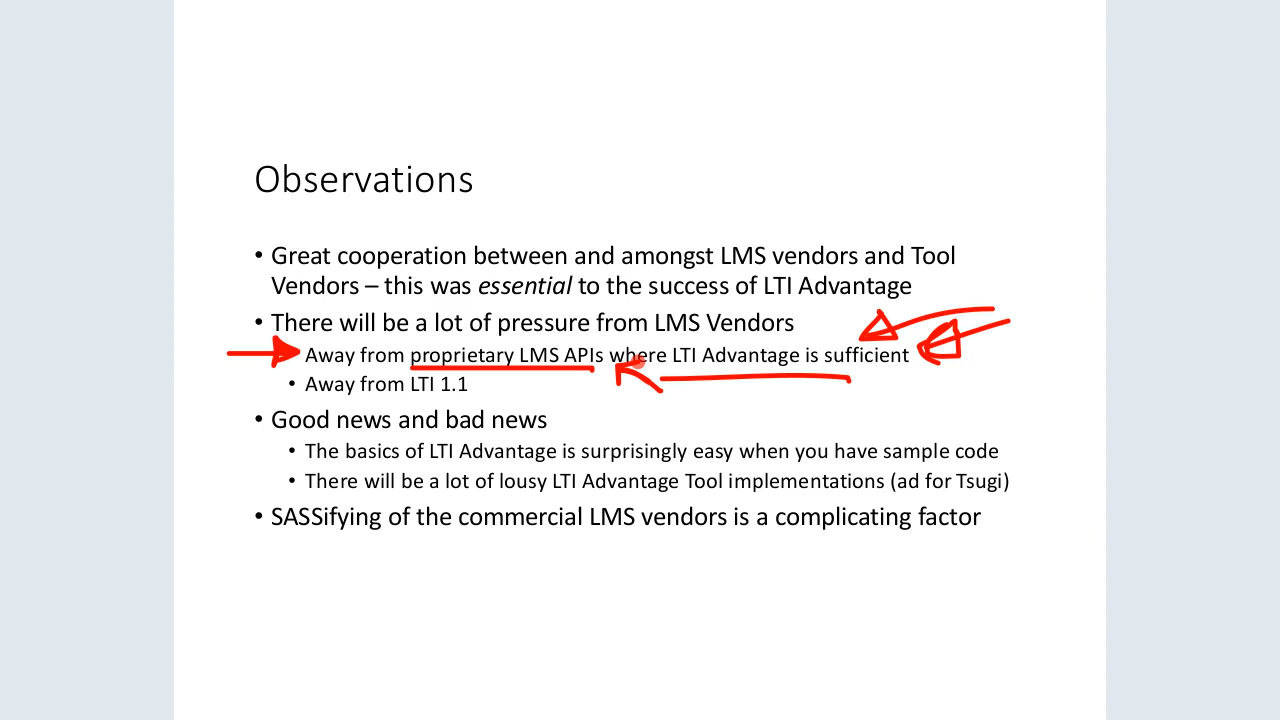 Observations
• Great cooperation between and amongst LMS vendors and Tool
Vendors – this was essential to the success of LTI Advantage
• There will be a lot of pressure from LMS Vendors
Away from proprietary LMS APIs where LTI Advantage is sufficient
• Away from LTI 1.1
• Good news and bad news
• The basics of LTI Advantage is surprisingly easy when you have sample code
• There will be a lot of lousy LTI Advantage Tool implementations (ad for Tsugi)
• SASSifying of the commercial LMS vendors is a complicating factor